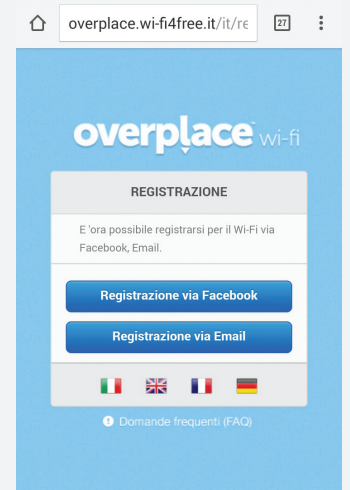 overplace.wi-fi4free.it/it/re
27
overplace wi-fi
REGISTRAZIONE
E 'ora possibile registrarsi per il Wi-Fi via
Facebook, Email.
Registrazione via Facebook
Registrazione via Email
Domande frequenti (FAQ)